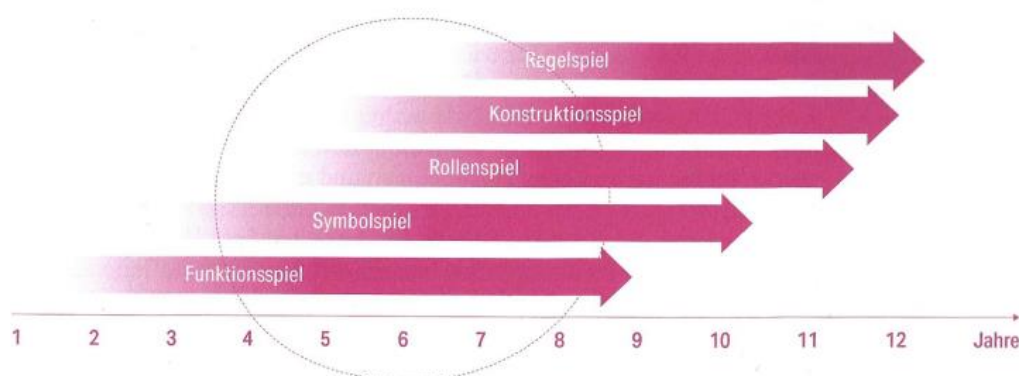 Regelspiel
Konstruktionsspiel
Rollenspiel
Symbolspiel
Funktionsspiel
1 2 3 4 5 6 7 8 9 10 11 12 Jahre